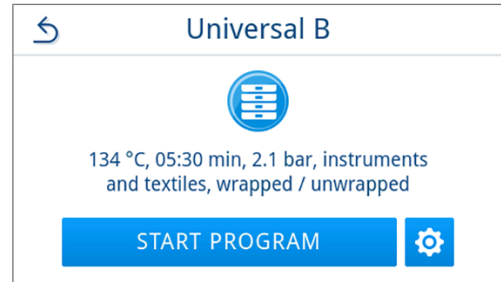 Universal B
134 °C, 05:30 min, 2.1 bar, instruments
and textiles, wrapped / unwrapped
START PROGRAM